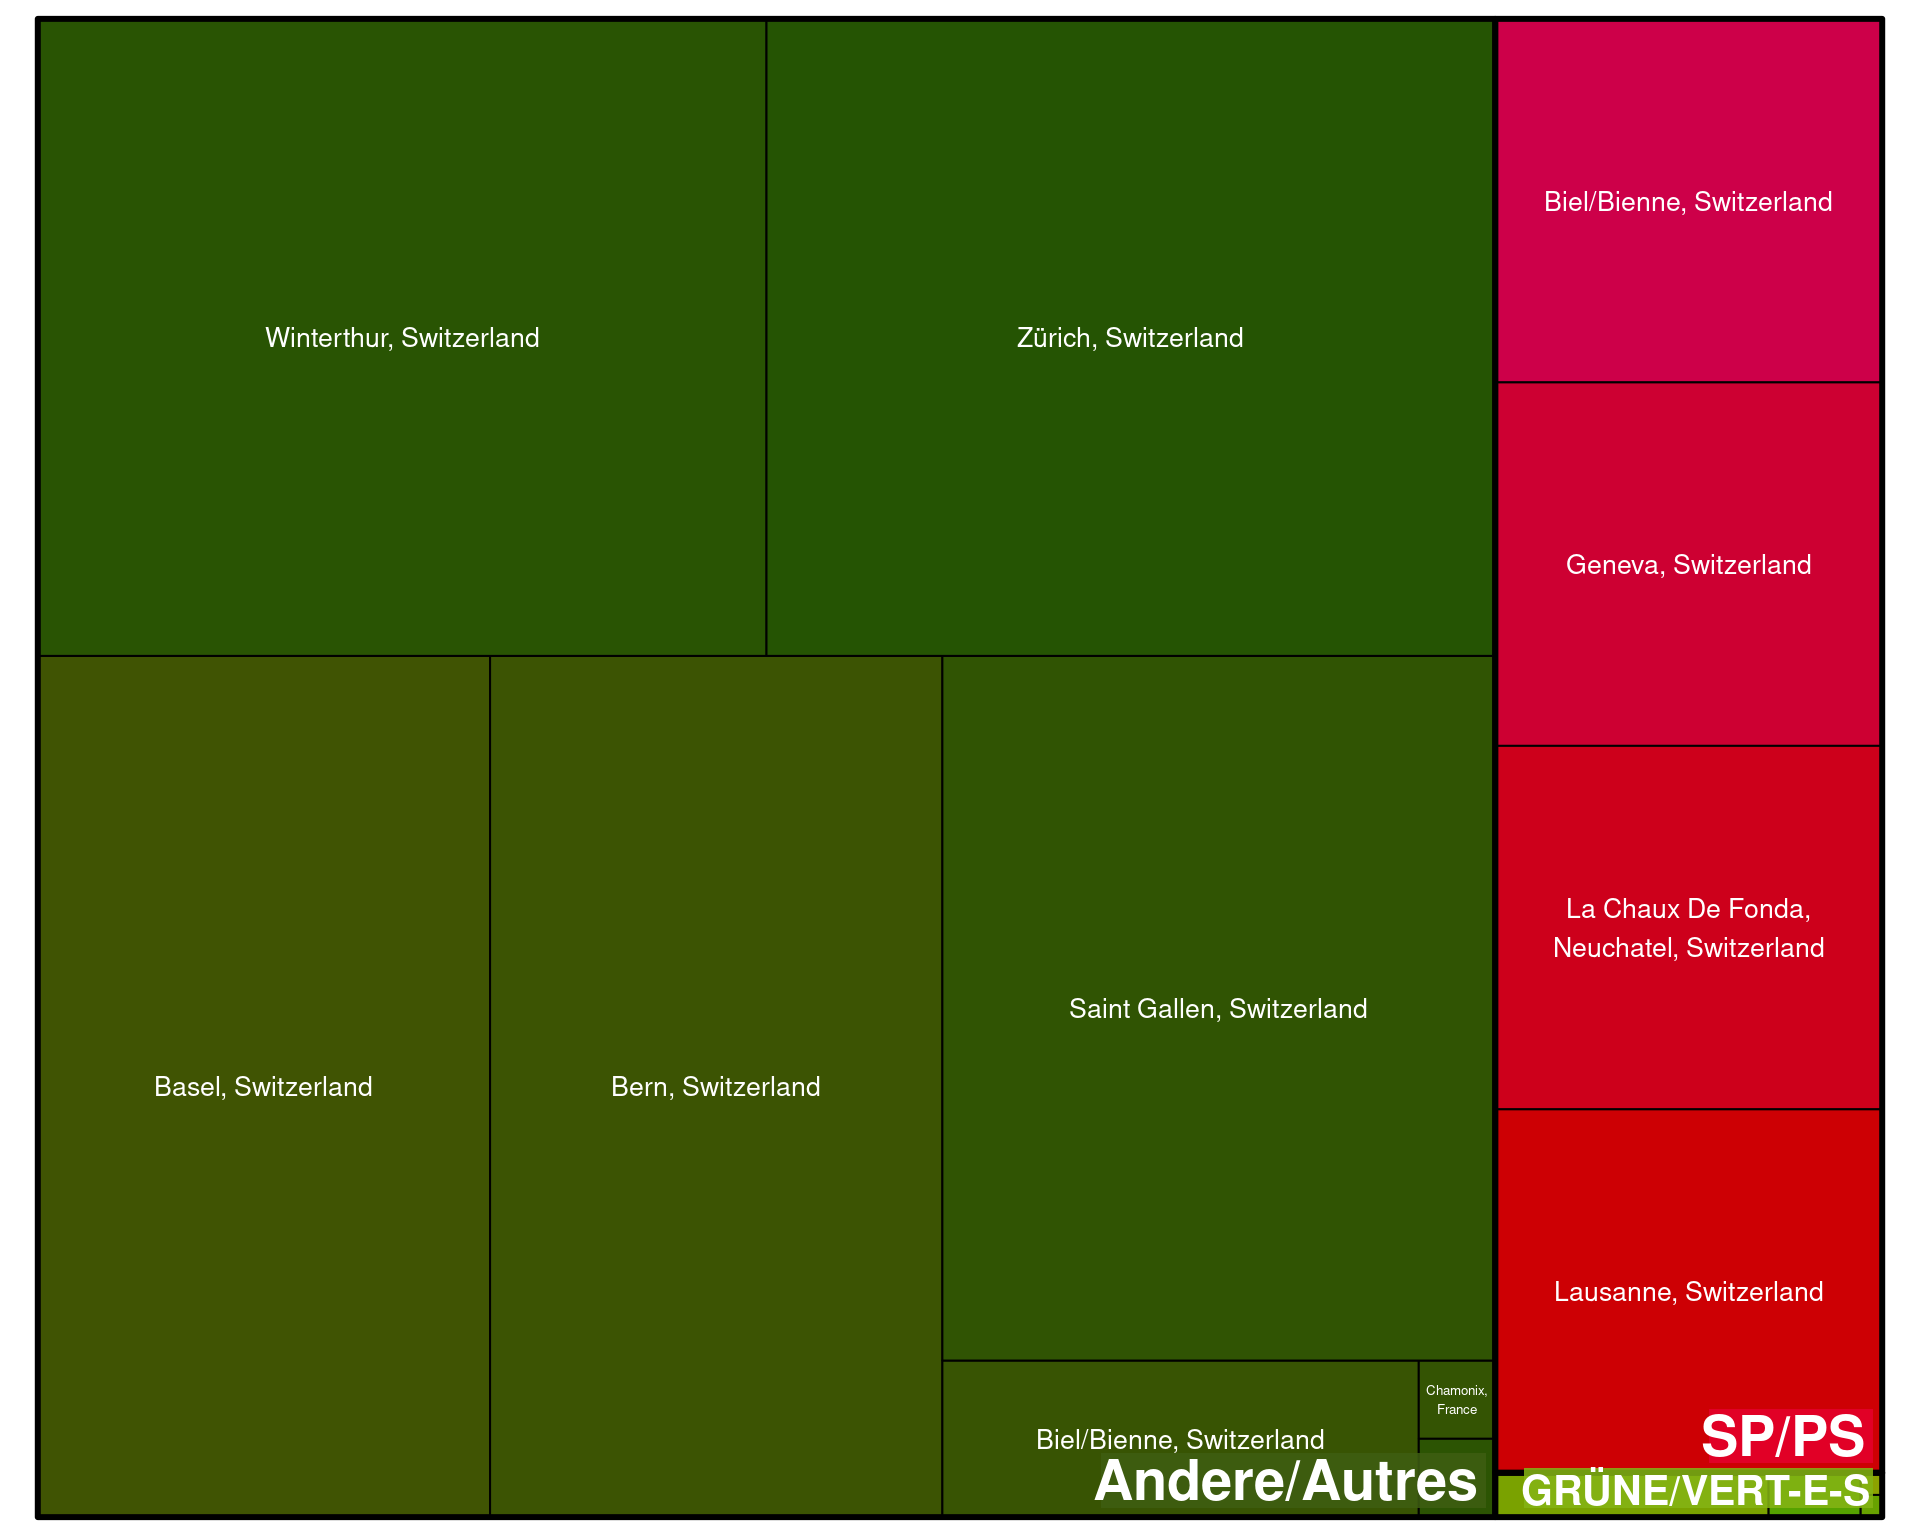 Winterthur, Switzerland
Zürich, Switzerland
Biel/Bienne, Switzerland
Geneva, Switzerland
La Chaux De Fonda,
Neuchatel, Switzerland
Basel, Switzerland
Bern, Switzerland
Saint Gallen, Switzerland
Lausanne, Switzerland
Biel/Bienne, Switzerland
Chamonix,
France
Andere/Autres
SP/PS
GRÜNE/VERT-E-S